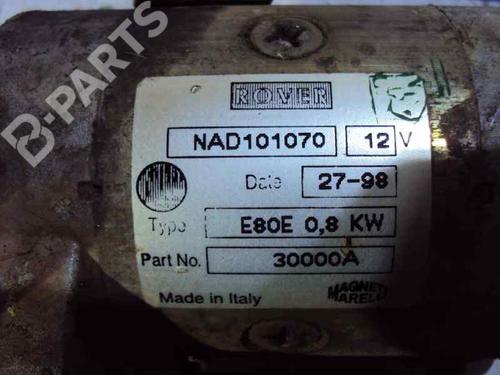 B-PARTS
ROVER
NAD101070 12 V
Date 27-98
Type E80E 0,8 KW
Part No. 30000A
Made in Italy
MAGNETI
MARELLI